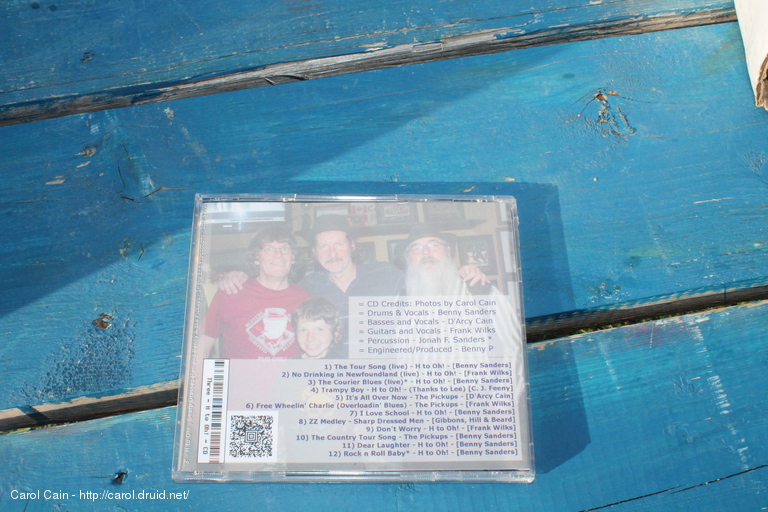 = CD Credits: Photos by Carol Cain
= Drums & Vocals - Benny Sanders
= Basses and Vocals - D'Arcy Cain
= Guitars and Vocals - Frank Wilks
= Percussion - Jonah F. Sanders *
= Engineered/Produced - Benny P
1) The Tour Song (live) - H to Oh! - [Benny Sanders]
2) No Drinking in Newfoundland (live) - H to Oh! - [Frank Wilks]
3) The Courier Blues (live)* - H to Oh! - [Benny Sanders]
4) Trampy Boy - H to Oh! - (Thanks to Lee) [C. J. Feeny]
5) It's All Over Now - The Pickups - [D'Arcy Cain]
6) Free Wheelin' Charlie (Overloadin' Blues) - The Pickups - [Frank Wilks]
7) I Love School - H to Oh! - [Benny Sanders]
8) ZZ Medley - Sharp Dressed Men - [Gibbons, Hill & Beard]
9) Don't Worry - H to Oh! - [Frank Wilks]
10) The Country Tour Song - The Pickups - [Benny Sanders]
11) Dear Laughter - H to Oh! - [Benny Sanders]
12) Rock n Roll Baby* - H to Oh! - [Benny Sanders]
Three - H to Oh! - CD
Carol Cain - http://carol.druid.net/